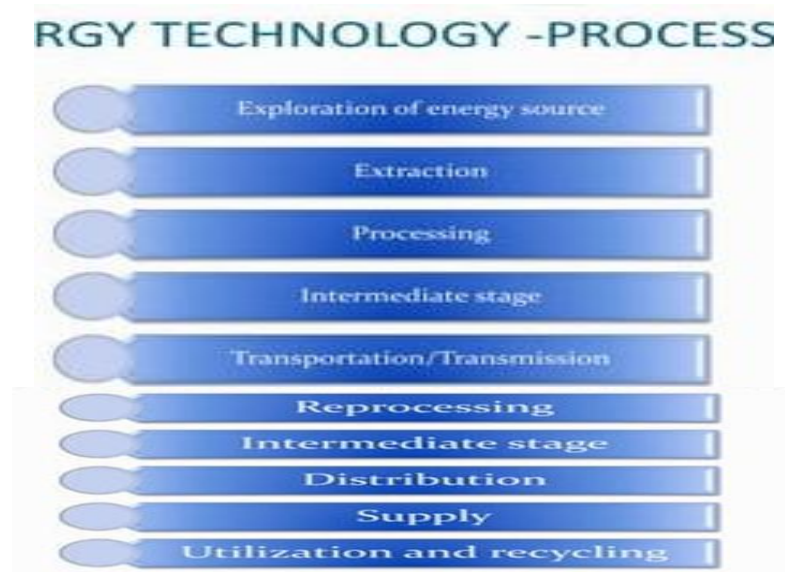 RGY TECHNOLOGY -PROCESS
Exploration of energy source
Extraction
Processing
Intermediate stage
Transportation/Transmission
Reprocessing
Intermediate stage
Distribution
Supply
Utilization and recycling